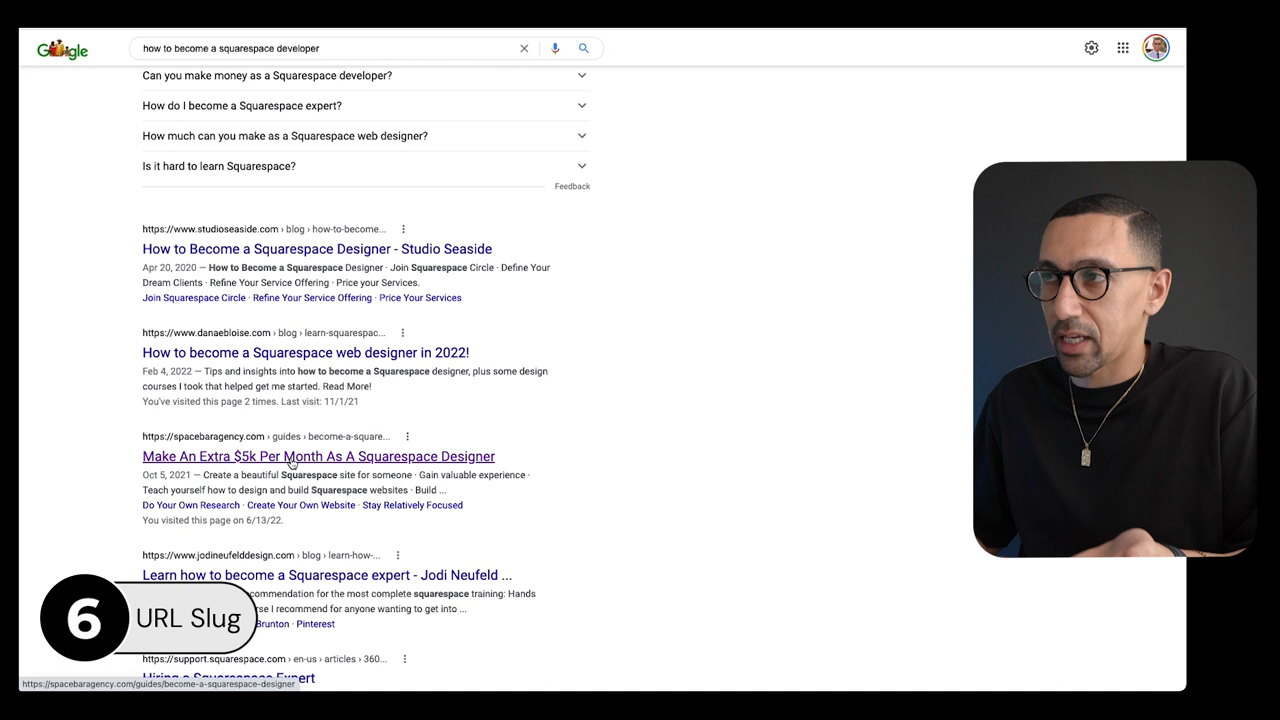 Google
how to become a squarespace developer
Can you make money as a Squarespace developer?
How do I become a Squarespace expert?
How much can you make as a Squarespace web designer?
Is it hard to learn Squarespace?
Feedback
https://www.studioseaside.com › blog › how-to-become...
How to Become a Squarespace Designer - Studio Seaside
Apr 20, 2020 — How to Become a Squarespace Designer · Join Squarespace Circle · Define Your
Dream Clients · Refine Your Service Offering · Price your Services.
Join Squarespace Circle · Refine Your Service Offering · Price Your Services
https://www.danaebloise.com › blog › learn-squarespac...
How to become a Squarespace web designer in 2022!
Feb 4, 2022 — Tips and insights into how to become a Squarespace designer, plus some design
courses I took that helped get me started. Read More!
You've visited this page 2 times. Last visit: 11/1/21
https://spacebaragency.com › guides › become-a-square...
Make An Extra $5k Per Month As A Squarespace Designer
Oct 5, 2021 — Create a beautiful Squarespace site for someone · Gain valuable experience ·
Teach yourself how to design and build Squarespace websites · Build ...
Do Your Own Research · Create Your Own Website · Stay Relatively Focused
You visited this page on 6/13/22.
https://www.jodineufelddesign.com › blog › learn-how-...
Learn how to become a Squarespace expert - Jodi Neufeld ...
commendation for the most complete squarespace training: Hands
rse I recommend for anyone wanting to get into ...
Brunton · Pinterest
6 URL Slug
https://support.squarespace.com › en-us › articles › 360...
Hiring a Squarespace Expert
https://spacebaragency.com/guides/become-a-squarespace-designer